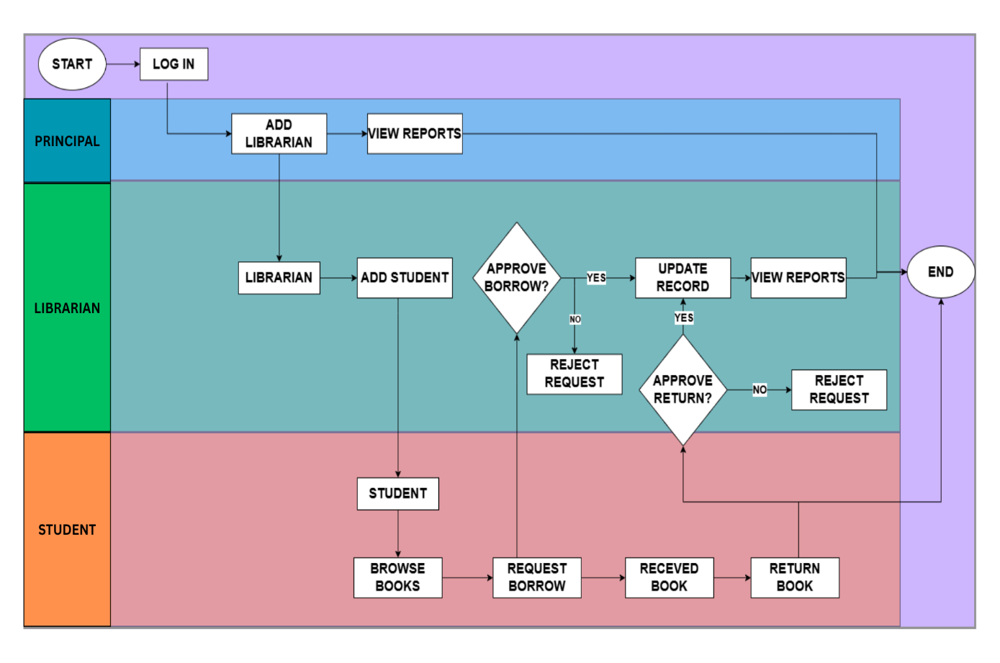 START
LOG IN
PRINCIPAL
ADD
LIBRARIAN
VIEW REPORTS
LIBRARIAN
LIBRARIAN
ADD STUDENT
APPROVE
BORROW?
YES
NO
REJECT
REQUEST
UPDATE
RECORD
VIEW REPORTS
END
YES
APPROVE
RETURN?
NO
REJECT
REQUEST
STUDENT
STUDENT
BROWSE
BOOKS
REQUEST
BORROW
RECEVED
BOOK
RETURN
BOOK